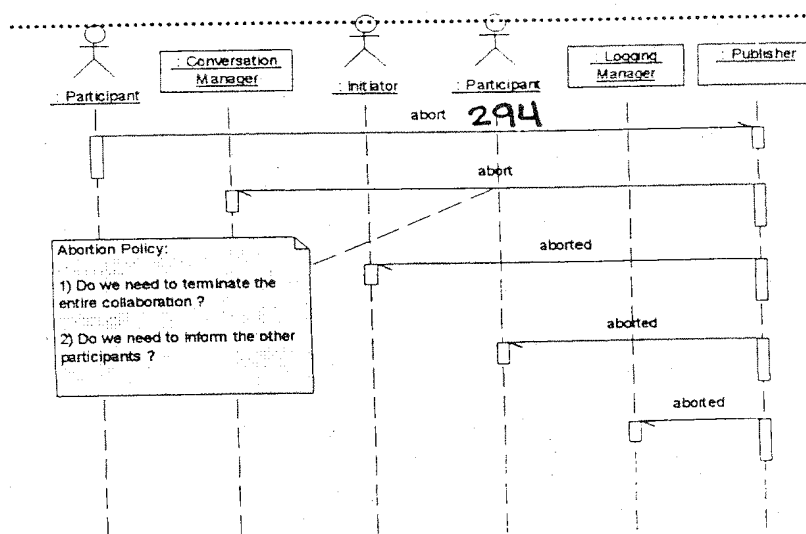 : Participant
: Conversation
Manager
: Initiator
: Participant
: Logging
Manager
: Publisher
abort 294
abort
Abortion Policy:
1) Do we need to terminate the
entire collaboration ?
2) Do we need to inform the other
participants ?
aborted
aborted
aborted